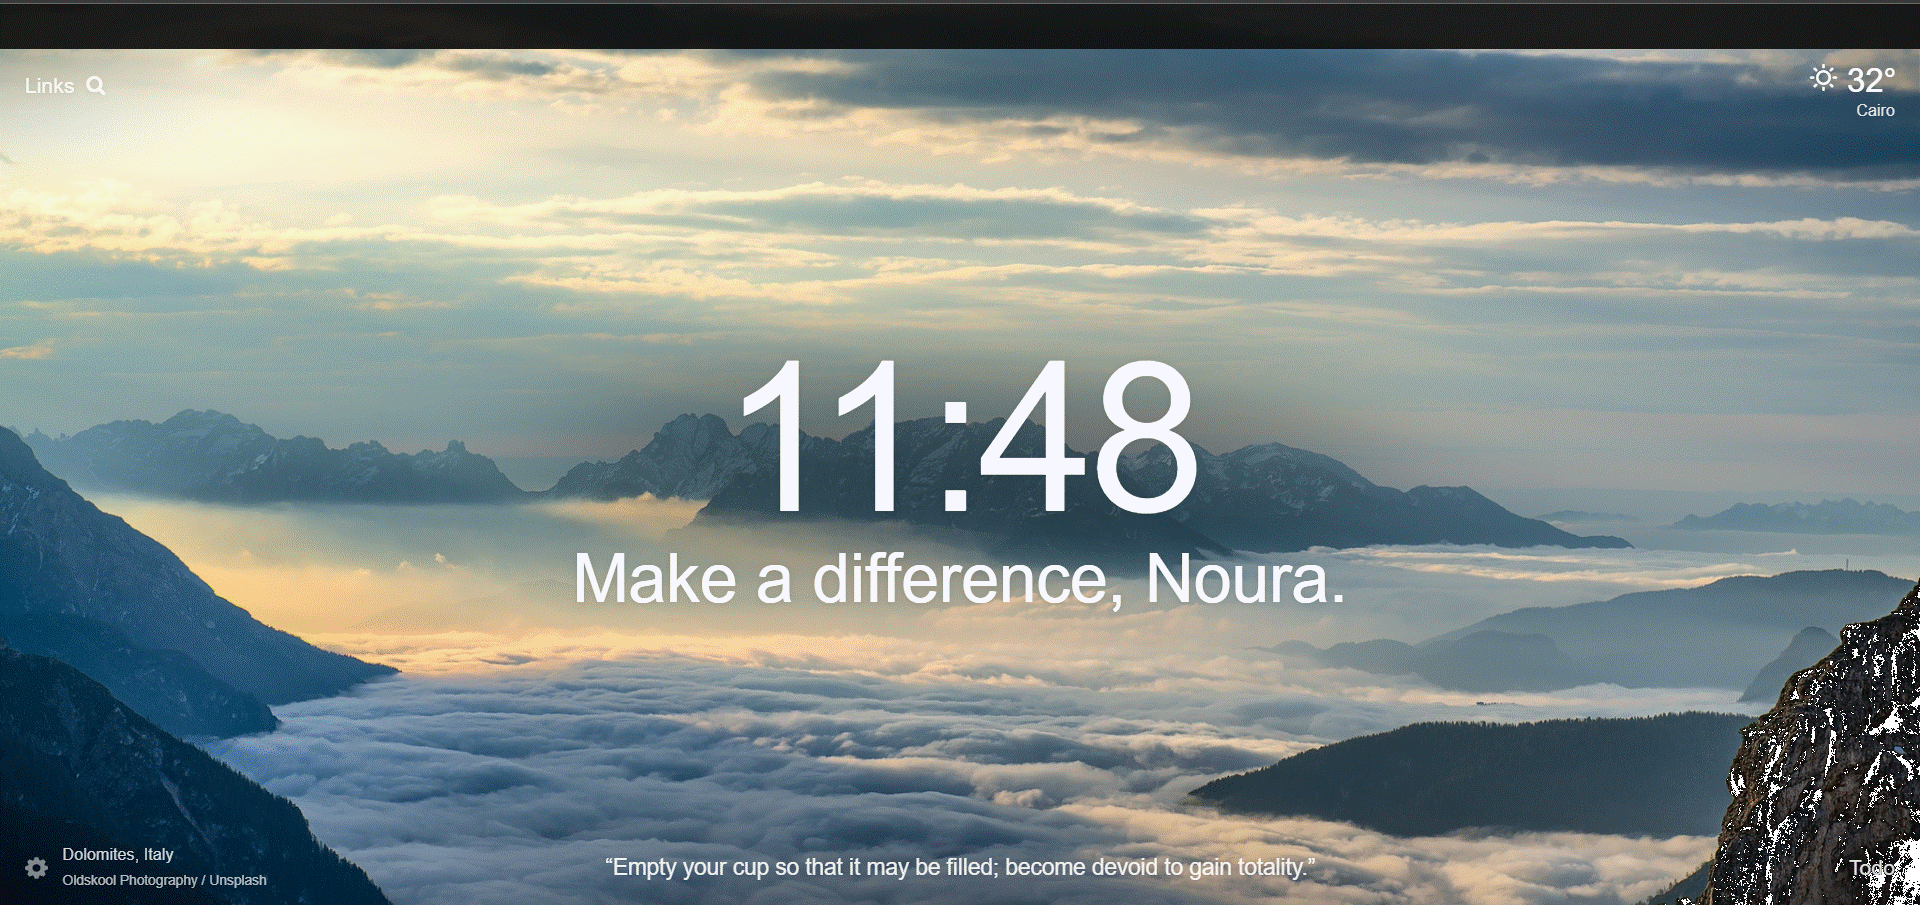 Links
32°
Cairo
11:48
Make a difference, Noura.
Dolomites, Italy
Oldskool Photography / Unsplash
“Empty your cup so that it may be filled; become devoid to gain totality.”
Todo